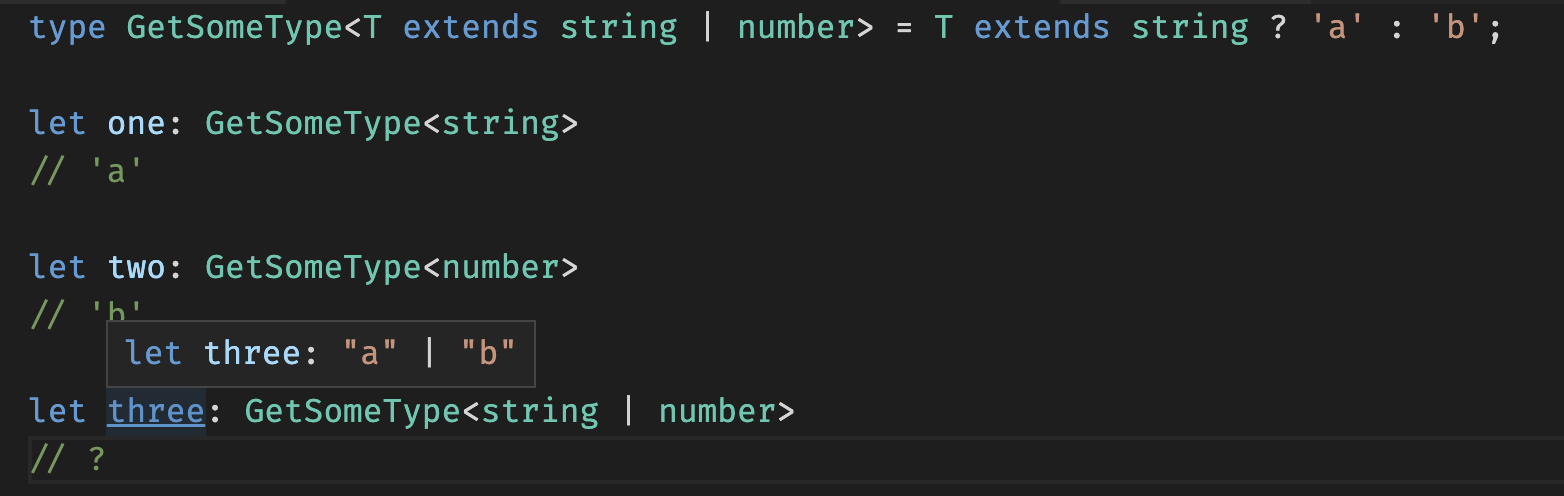 type GetSomeType<T extends string | number> = T extends string ? 'a' : 'b';
let one: GetSomeType<string>
// 'a'
let two: GetSomeType<number>
// 'b'
let three: "a" | "b"
let three: GetSomeType<string | number>
// ?